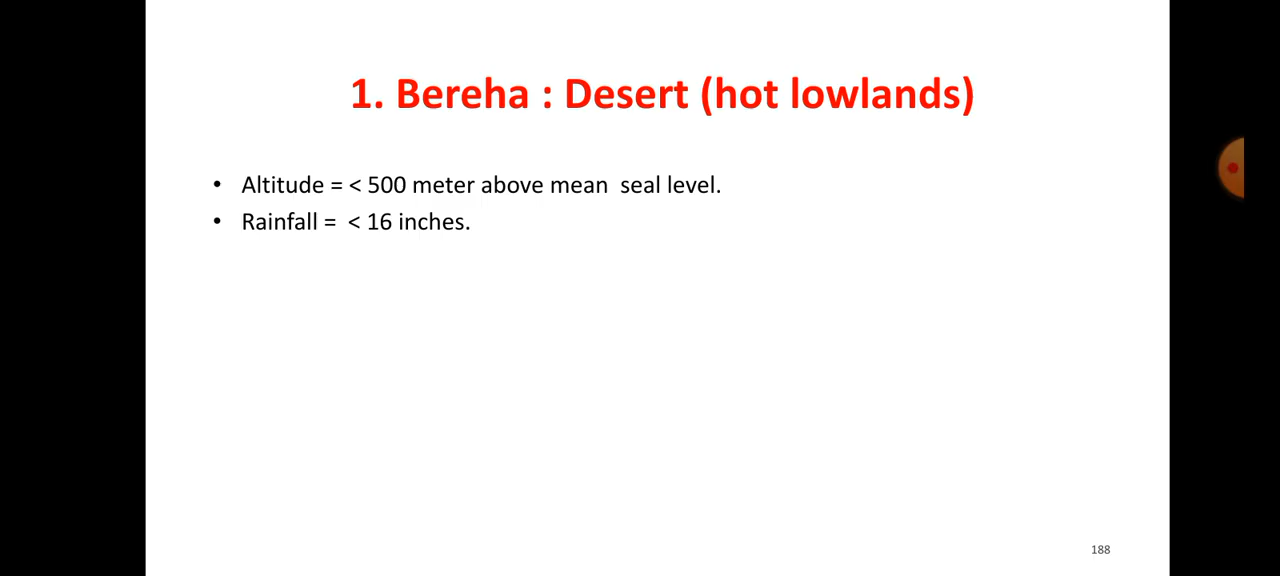 1. Bereha : Desert (hot lowlands)
• Altitude = < 500 meter above mean  seal level.
• Rainfall =  < 16 inches.
188